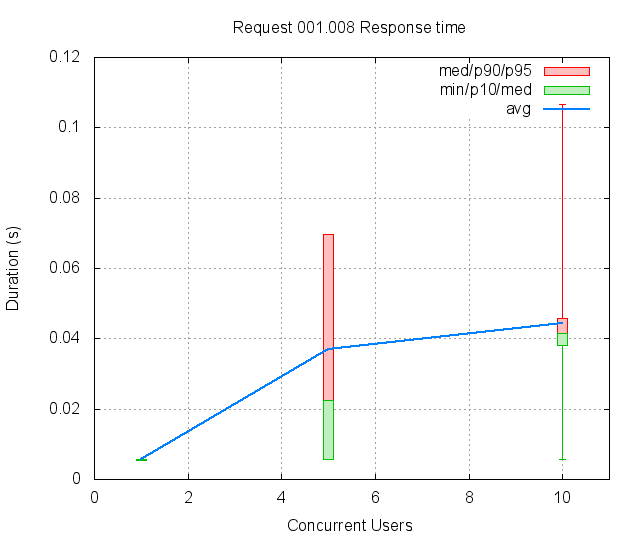 Request 001.008 Response time
med/p90/p95
min/p10/med
avg
Duration (s)
0.12
0.1
0.08
0.06
0.04
0.02
0
0 2 4 6 8 10
Concurrent Users